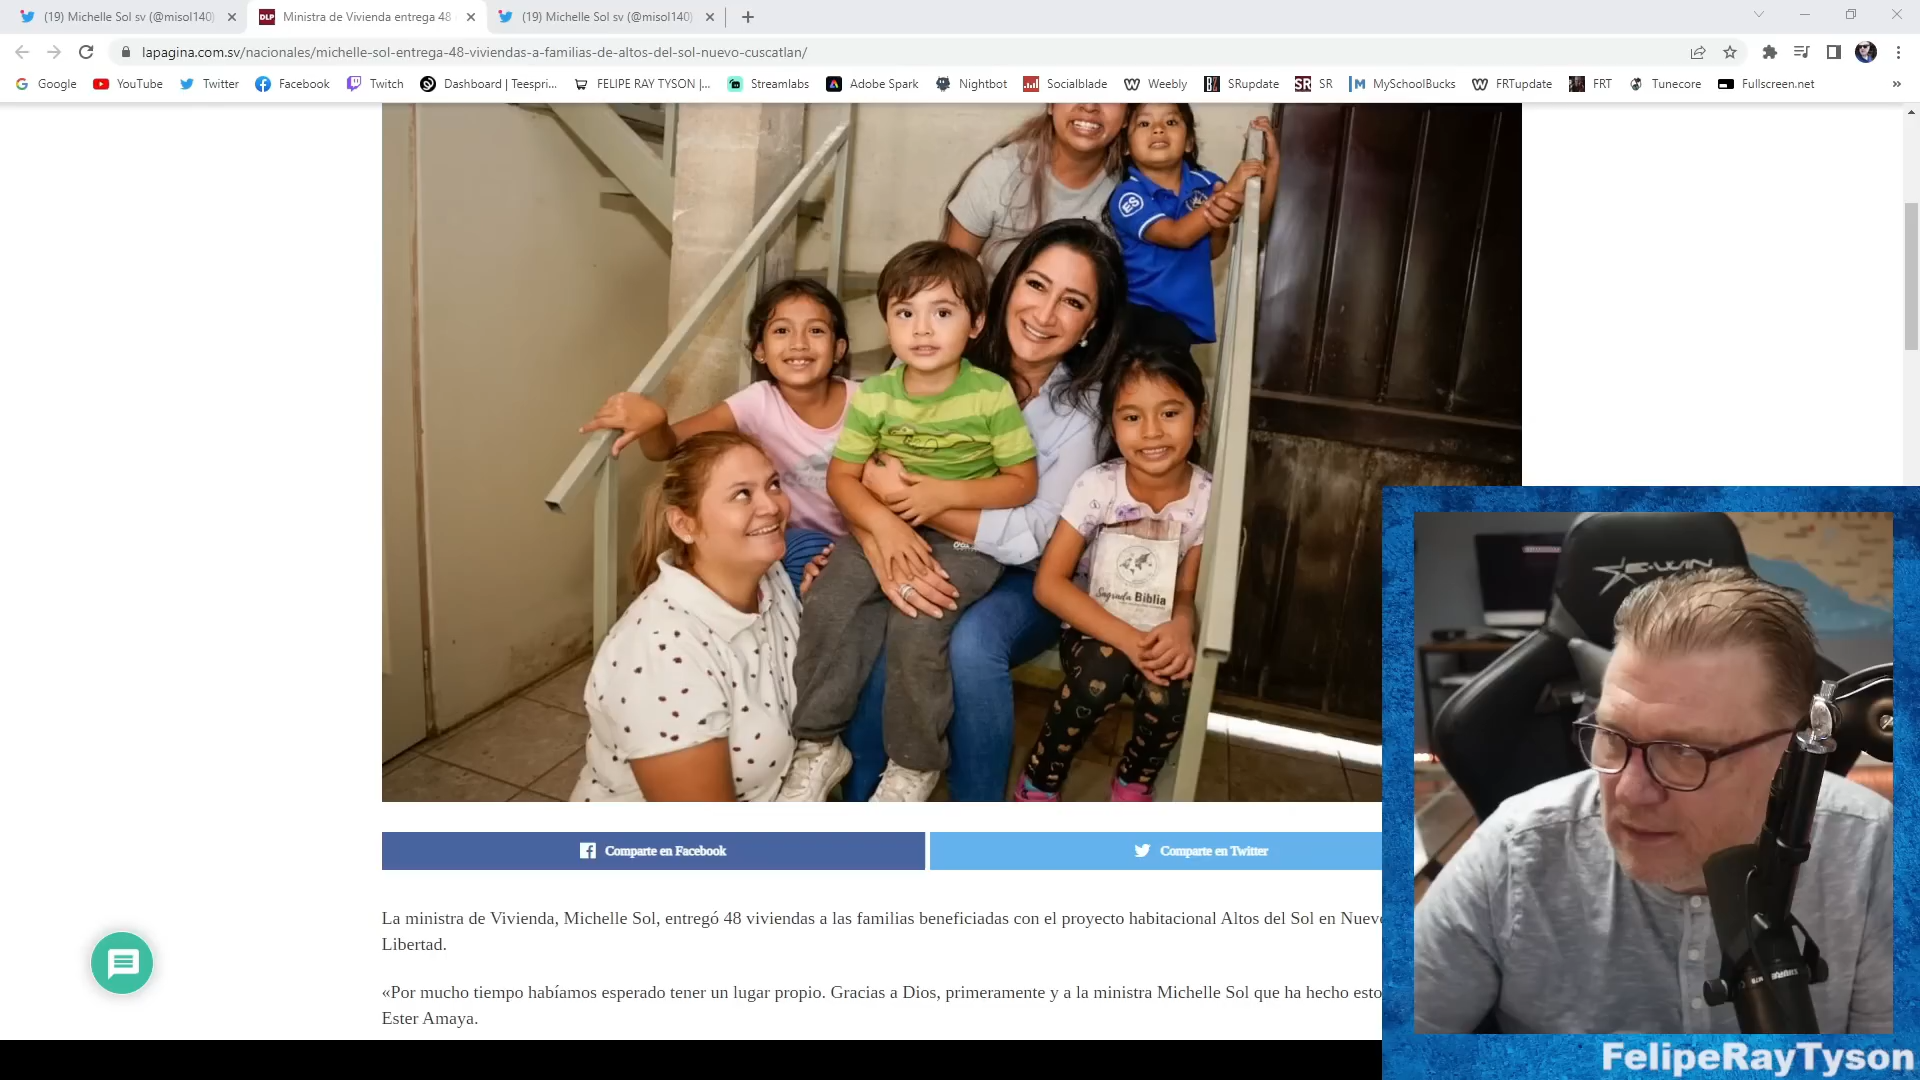 (19) Michelle Sol sv (@misol140)
Ministra de Vivienda entrega 48
(19) Michelle Sol sv (@misol140)
lapagina.com.sv/nacionales/michelle-sol-entrega-48-viviendas-a-familias-de-altos-del-sol-nuevo-cuscatlan/
Google YouTube Twitter Facebook Twitch Dashboard | Teespri... FELIPE RAY TYSON |... Streamlabs Adobe Spark Nightbot Socialblade Weebly SRupdate SR MySchoolBucks FRTupdate FRT Tunecore Fullscreen.net »
ES
Sagrada Biblia
E-WIN
SHURE
Comparte en Facebook
Comparte en Twitter
La ministra de Vivienda, Michelle Sol, entregó 48 viviendas a las familias beneficiadas con el proyecto habitacional Altos del Sol en Nuevo
Libertad.
«Por mucho tiempo habíamos esperado tener un lugar propio. Gracias a Dios, primeramente y a la ministra Michelle Sol que ha hecho esto
Ester Amaya.
FelipeRayTyson